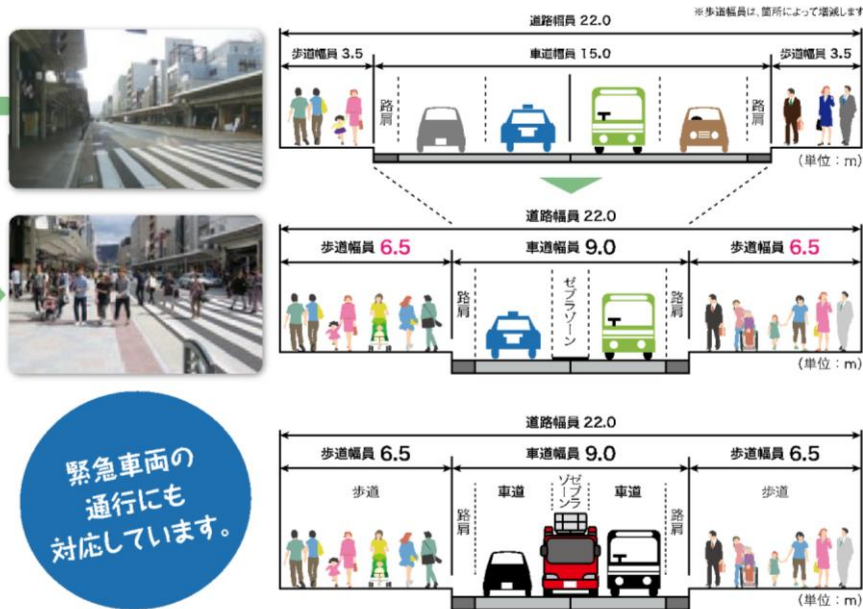 ※歩道幅員は、箇所によって増減します
道路幅員 22.0
歩道幅員 3.5
車道幅員 15.0
歩道幅員 3.5
路肩
路肩
(単位：m)
道路幅員 22.0
歩道幅員 6.5
車道幅員 9.0
歩道幅員 6.5
路肩
ゼブラゾーン
路肩
(単位：m)
緊急車両の
通行にも
対応しています。
道路幅員 22.0
歩道幅員 6.5
車道幅員 9.0
歩道幅員 6.5
歩道
車道
ゼブラ
ゾーン
車道
歩道
路肩
路肩
(単位：m)